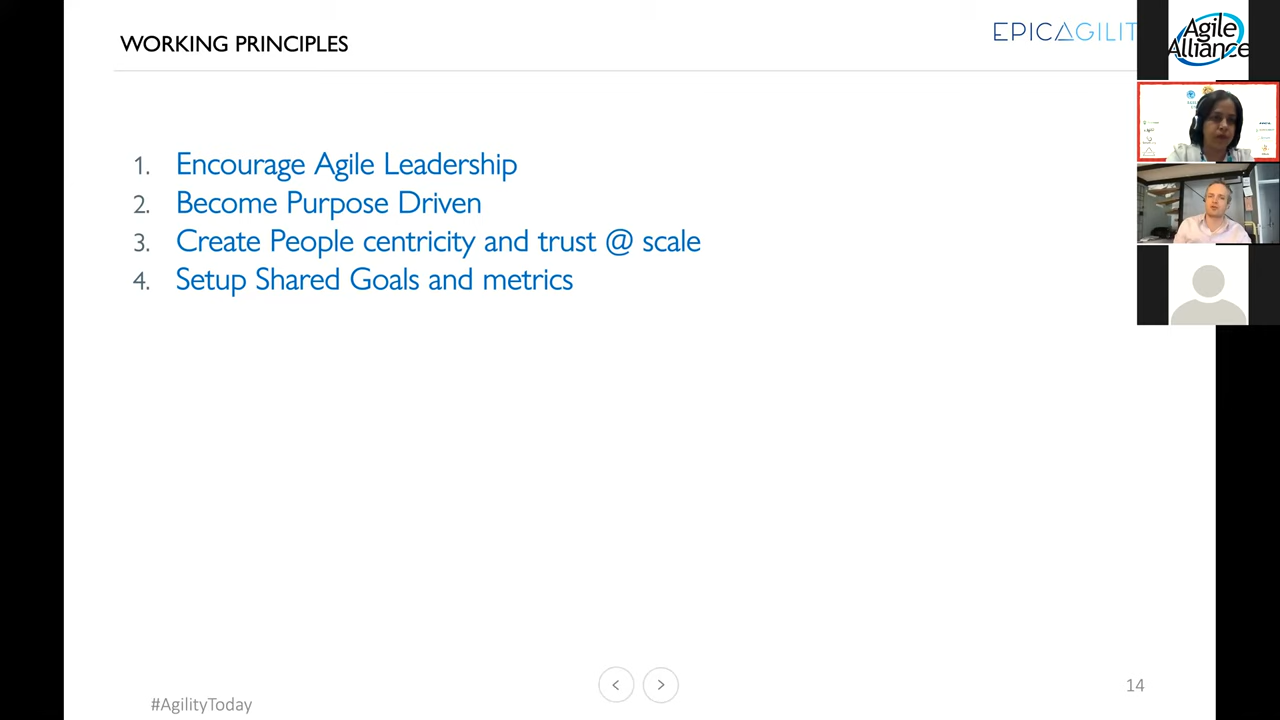 WORKING PRINCIPLES
EPICAGILIT
Agile
Alliance
1. Encourage Agile Leadership
2. Become Purpose Driven
3. Create People centricity and trust @ scale
4. Setup Shared Goals and metrics
< >
14
#AgilityToday